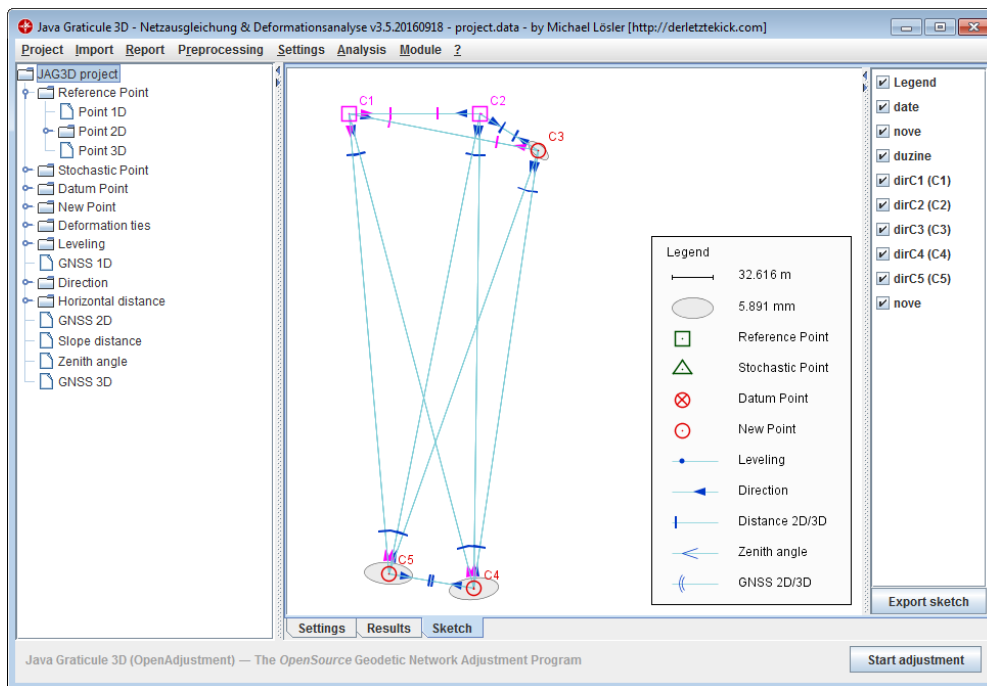 Java Graticule 3D - Netzausgleichung & Deformationsanalyse v3.5.20160918 - project.data - by Michael Lösler [http://derletztekick.com]
Project Import Report Preprocessing Settings Analysis Module ?
JAG3D project
Reference Point
Point 1D
Point 2D
Point 3D
Stochastic Point
Datum Point
New Point
Deformation ties
Leveling
GNSS 1D
Direction
Horizontal distance
GNSS 2D
Slope distance
Zenith angle
GNSS 3D
C1
C2
C3
C5
C4
Legend
32.616 m
5.891 mm
Reference Point
Stochastic Point
Datum Point
New Point
Leveling
Direction
Distance 2D/3D
Zenith angle
GNSS 2D/3D
Legend
date
nove
duzine
dirC1 (C1)
dirC2 (C2)
dirC3 (C3)
dirC4 (C4)
dirC5 (C5)
nove
Export sketch
Settings Results Sketch
Java Graticule 3D (OpenAdjustment) — The OpenSource Geodetic Network Adjustment Program
Start adjustment